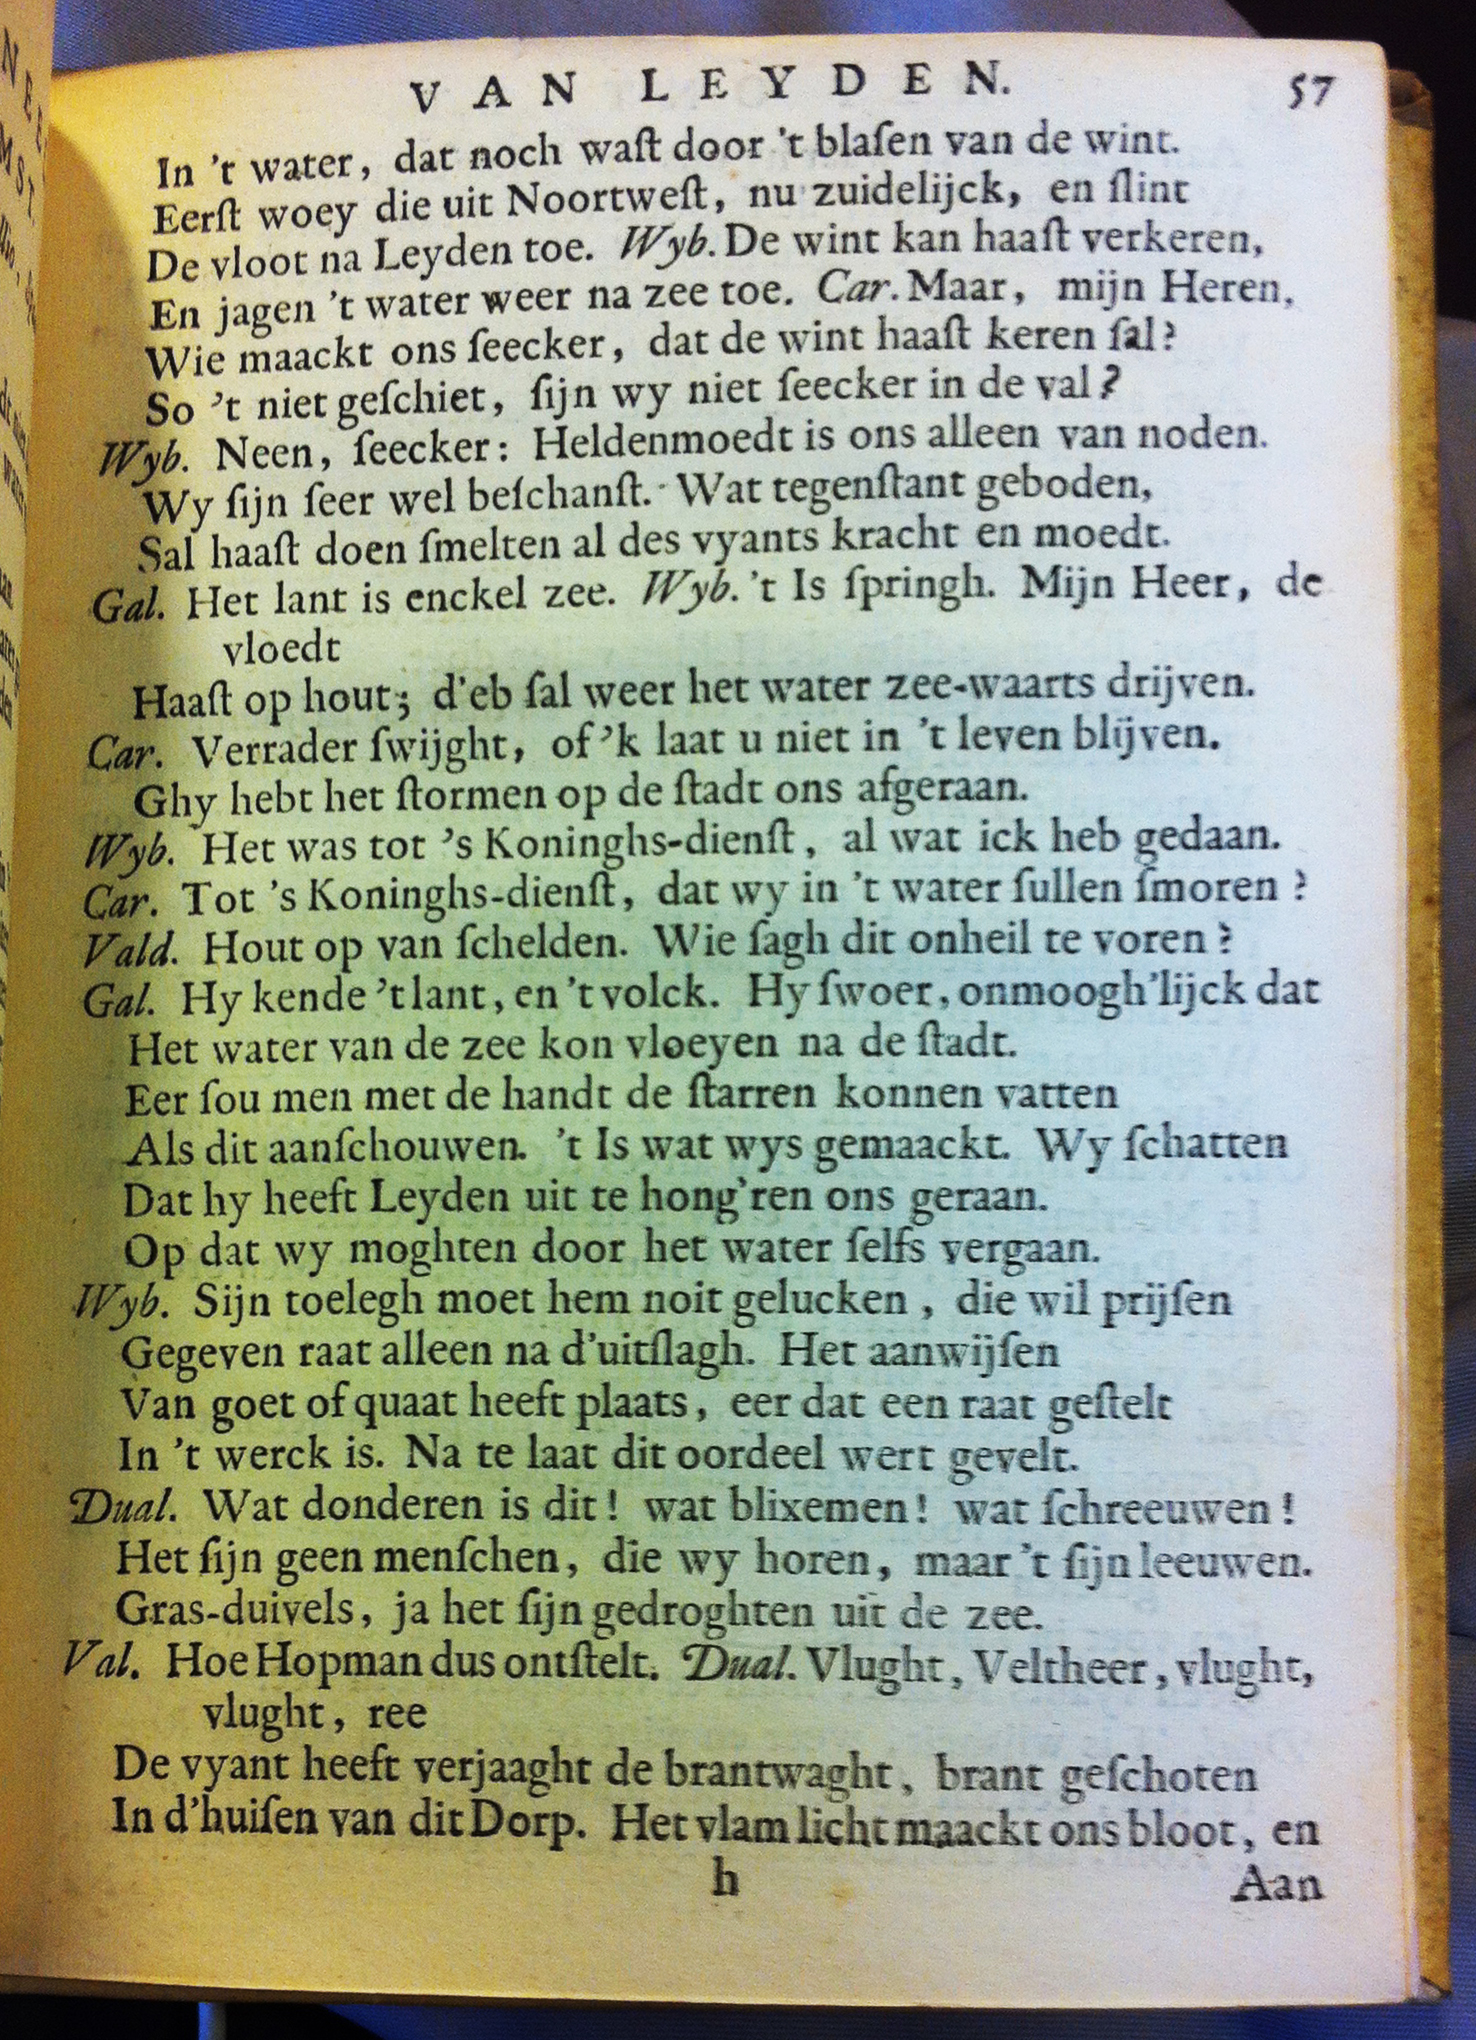 VAN LEYDEN. 57
In 't water, dat noch waſt door 't blaſen van de wint.
Eerſt woey die uit Noortweſt, nu zuidelijck, en ſlint
De vloot na Leyden toe. Wyb. De wint kan haaſt verkeren,
En jagen 't water weer na zee toe. Car. Maar, mijn Heren,
Wie maackt ons ſeecker, dat de wint haaſt keren ſal?
So 't niet geſchiet, ſijn wy niet ſeecker in de val?
Wyb. Neen, ſeecker: Heldenmoedt is ons alleen van noden.
Wy ſijn ſeer wel beſchanſt. Wat tegenſtant geboden,
Sal haaſt doen ſmelten al des vyants kracht en moedt.
Gal. Het lant is enckel zee. Wyb. 't Is ſpringh. Mijn Heer, de
vloedt
Haaſt op hout; d'eb ſal weer het water zee-waarts drijven.
Car. Verrader ſwijght, of 'k laat u niet in 't leven blijven.
Ghy hebt het ſtormen op de ſtadt ons afgeraan.
Wyb. Het was tot 's Koninghs-dienſt, al wat ick heb gedaan.
Car. Tot 's Koninghs-dienſt, dat wy in 't water ſullen ſmoren?
Vald. Hout op van ſchelden. Wie ſagh dit onheil te voren?
Gal. Hy kende 't lant, en 't volck. Hy ſwoer, onmoogh'lijck dat
Het water van de zee kon vloeyen na de ſtadt.
Eer ſou men met de handt de ſtarren konnen vatten
Als dit aanſchouwen. 't Is wat wys gemaackt. Wy ſchatten
Dat hy heeft Leyden uit te hong'ren ons geraan.
Op dat wy moghten door het water ſelfs vergaan.
Wyb. Sijn toelegh moet hem noit gelucken, die wil prijſen
Gegeven raat alleen na d'uitſlagh. Het aanwijſen
Van goet of quaat heeft plaats, eer dat een raat geſtelt
In 't werck is. Na te laat dit oordeel wert gevelt.
Dual. Wat donderen is dit! wat blixemen! wat ſchreeuwen!
Het ſijn geen menſchen, die wy horen, maar 't ſijn leeuwen.
Gras-duivels, ja het ſijn gedroghten uit de zee.
Val. Hoe Hopman dus ontſtelt. Dual. Vlught, Veltheer, vlught,
vlught, ree
De vyant heeft verjaaght de brantwaght, brant geſchoten
In d'huiſen van dit Dorp. Het vlam licht maackt ons bloot, en
h Aan